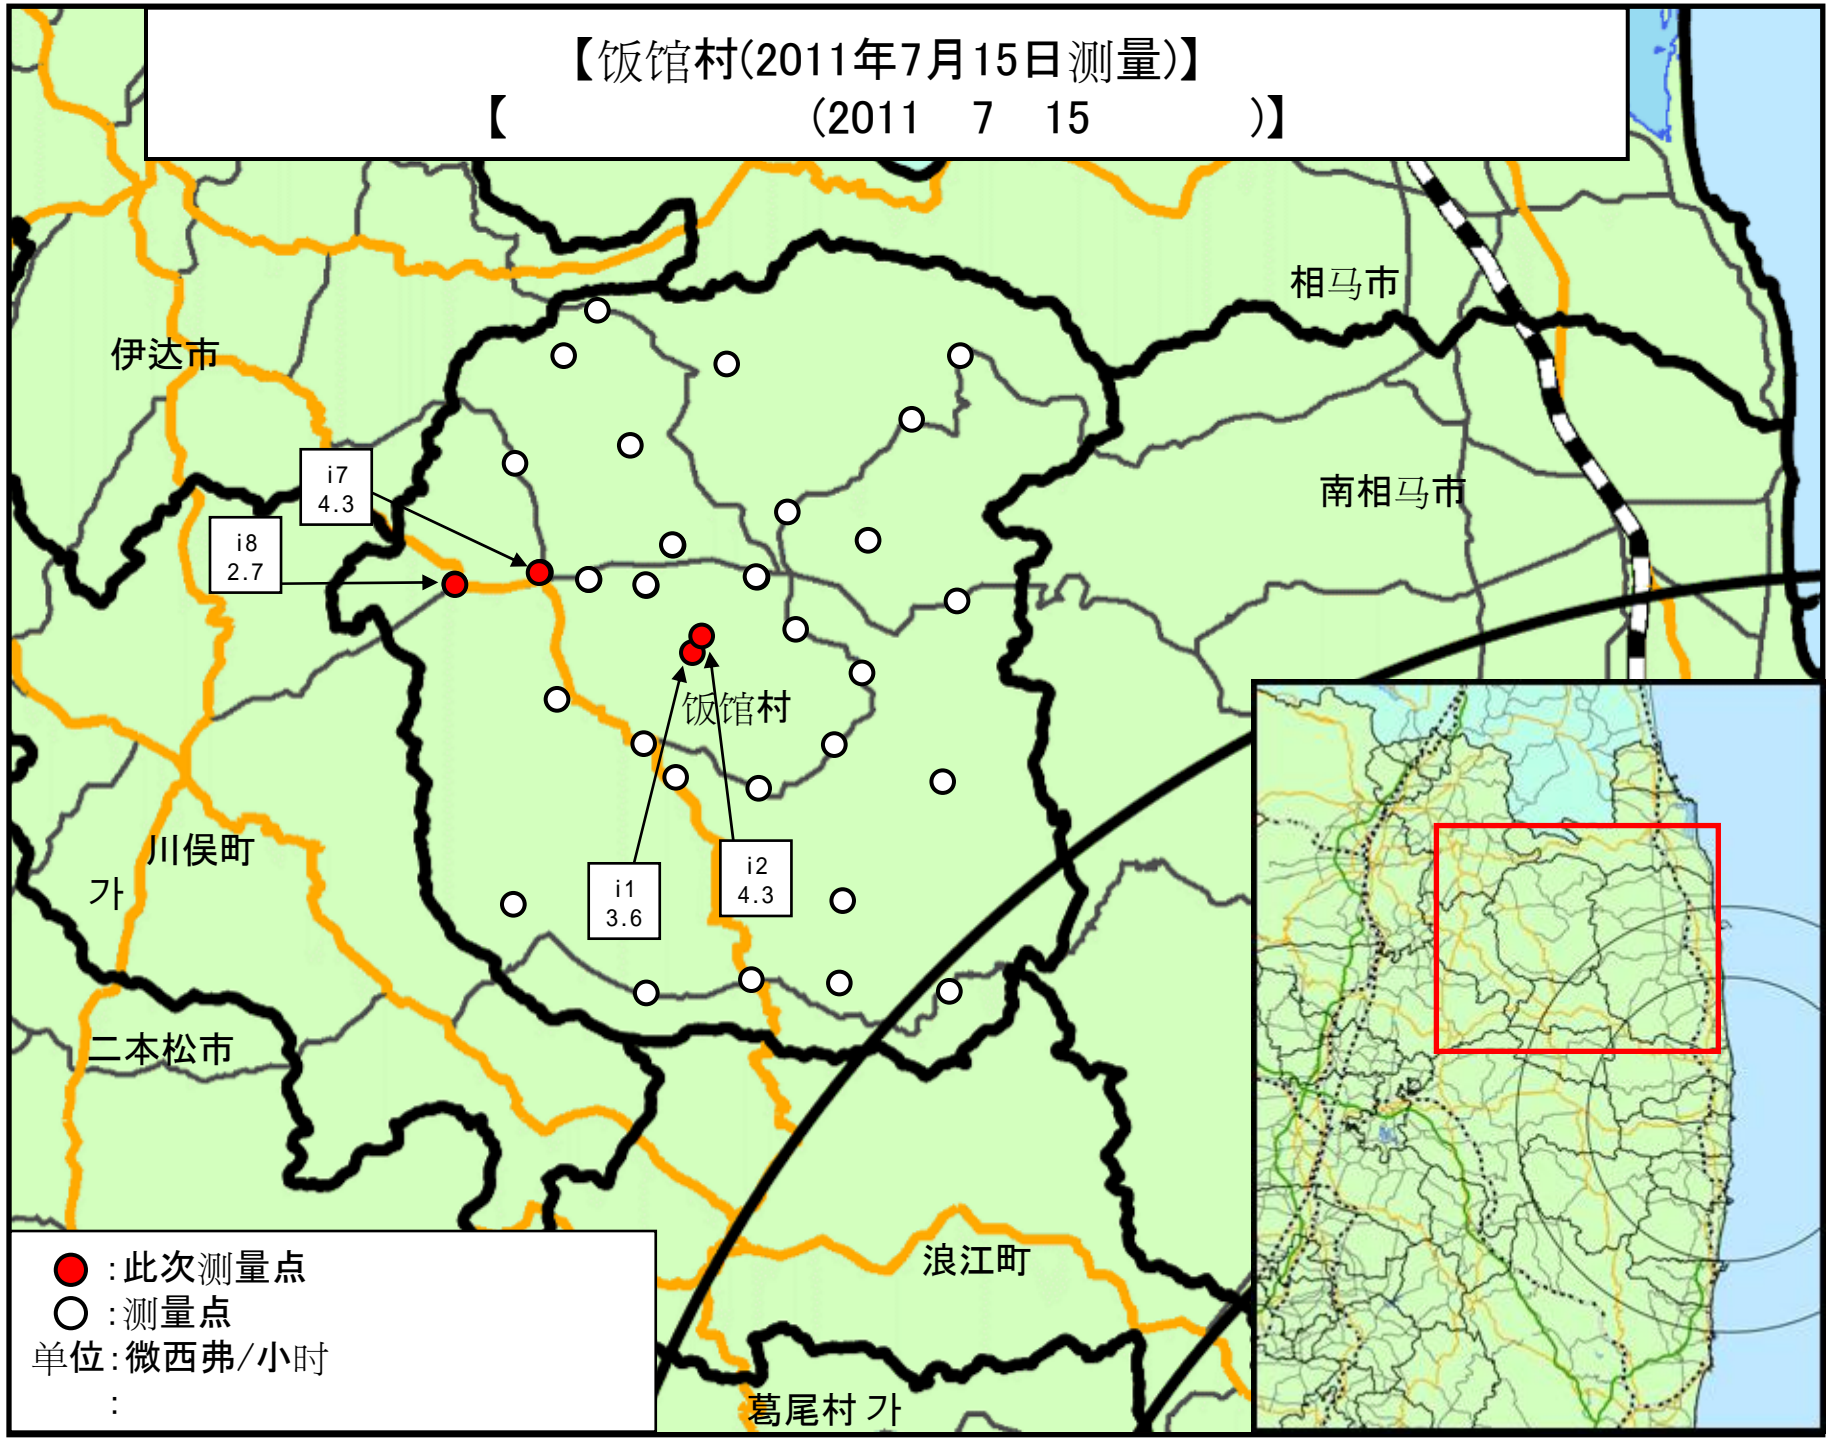 【饭馆村(2011年7月15日测量)】
【 (2011 7 15 )】
相马市
伊达市
i7
4.3
南相马市
i8
2.7
饭馆村
川俣町
i2
4.3
가
i1
3.6
二本松市
浪江町
:此次测量点
:测量点
单位:微西弗/小时
:
葛尾村 가